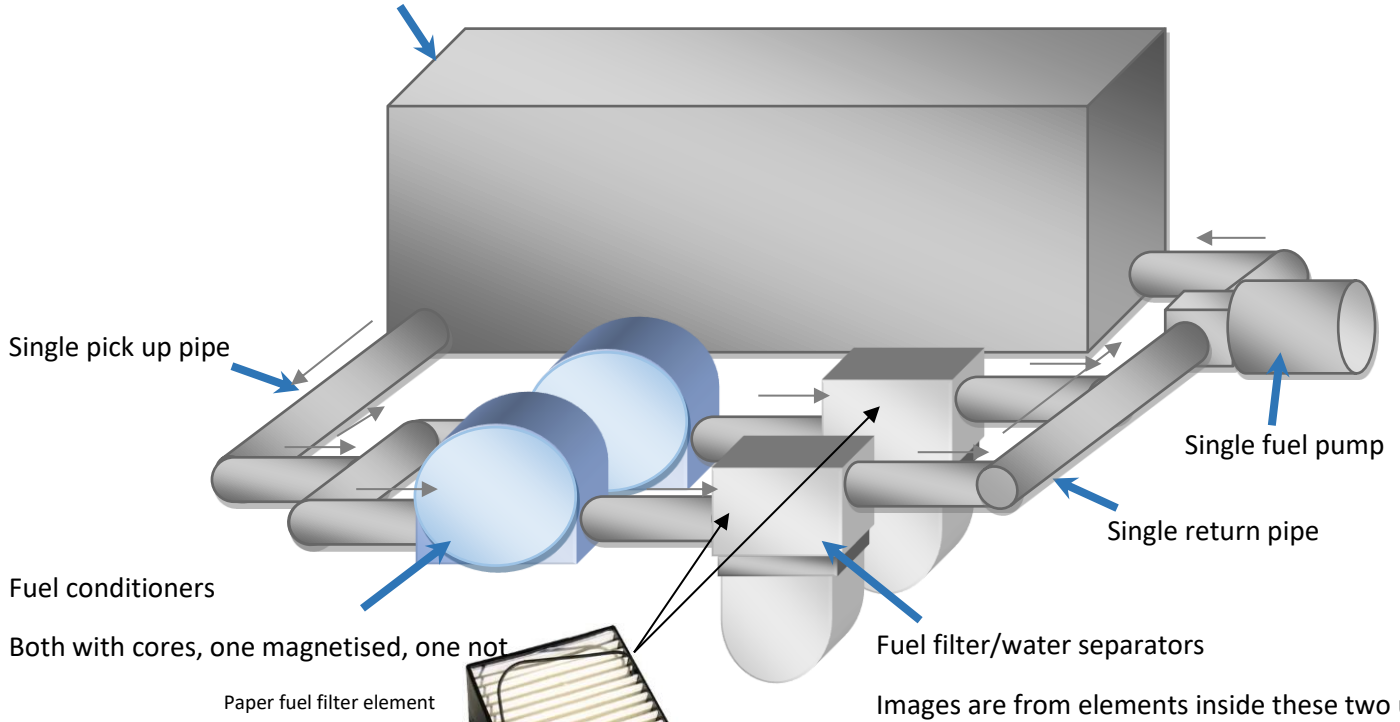 Single pick up pipe
Single fuel pump
Single return pipe
Fuel conditioners
Both with cores, one magnetised, one not
Fuel filter/water separators
Paper fuel filter element
Images are from elements inside these two